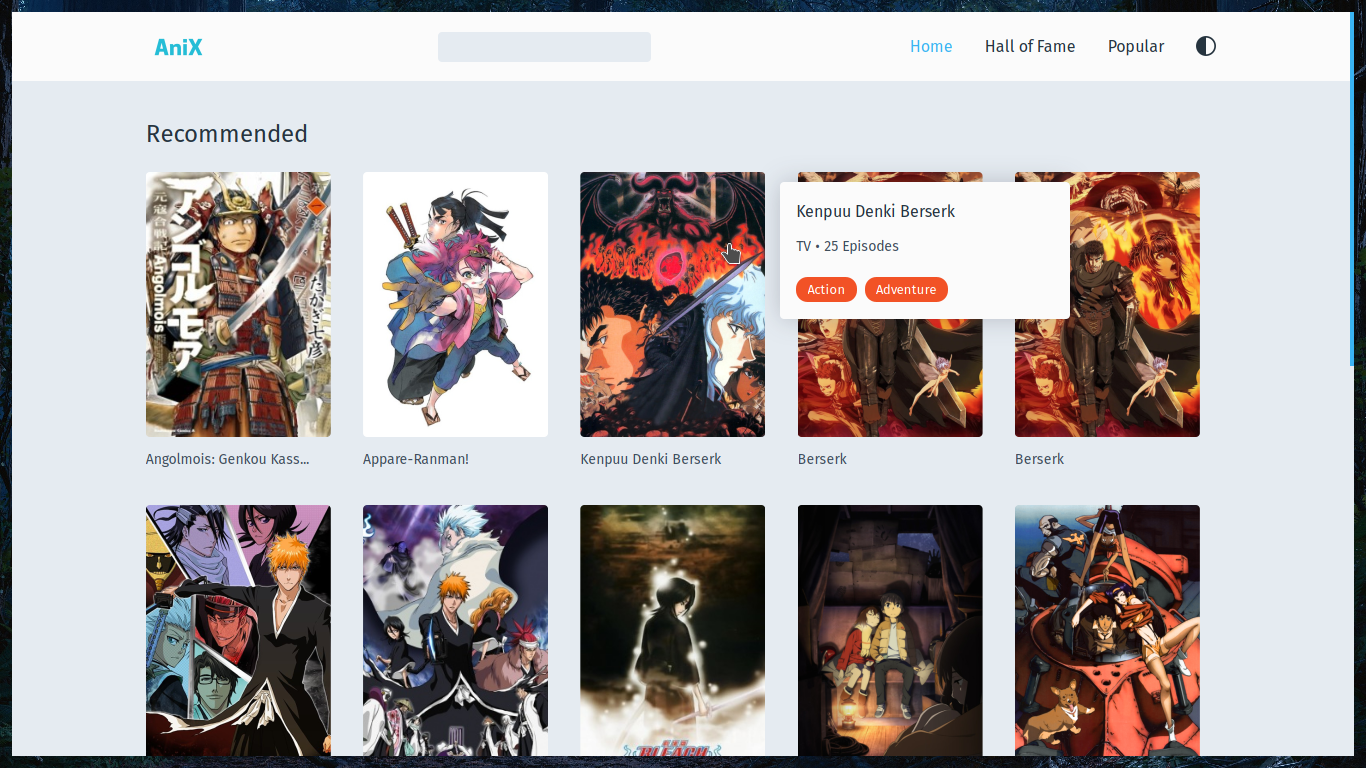 AniX
Home
Hall of Fame
Popular
Recommended
アンゴルモア
元寇合戦記
Angolmois
一
たかぎ七彦
Kenpuu Denki Berserk
TV • 25 Episodes
Action
Adventure
Angolmois: Genkou Kass...
Appare-Ranman!
Kenpuu Denki Berserk
Berserk
Berserk
BLEACH